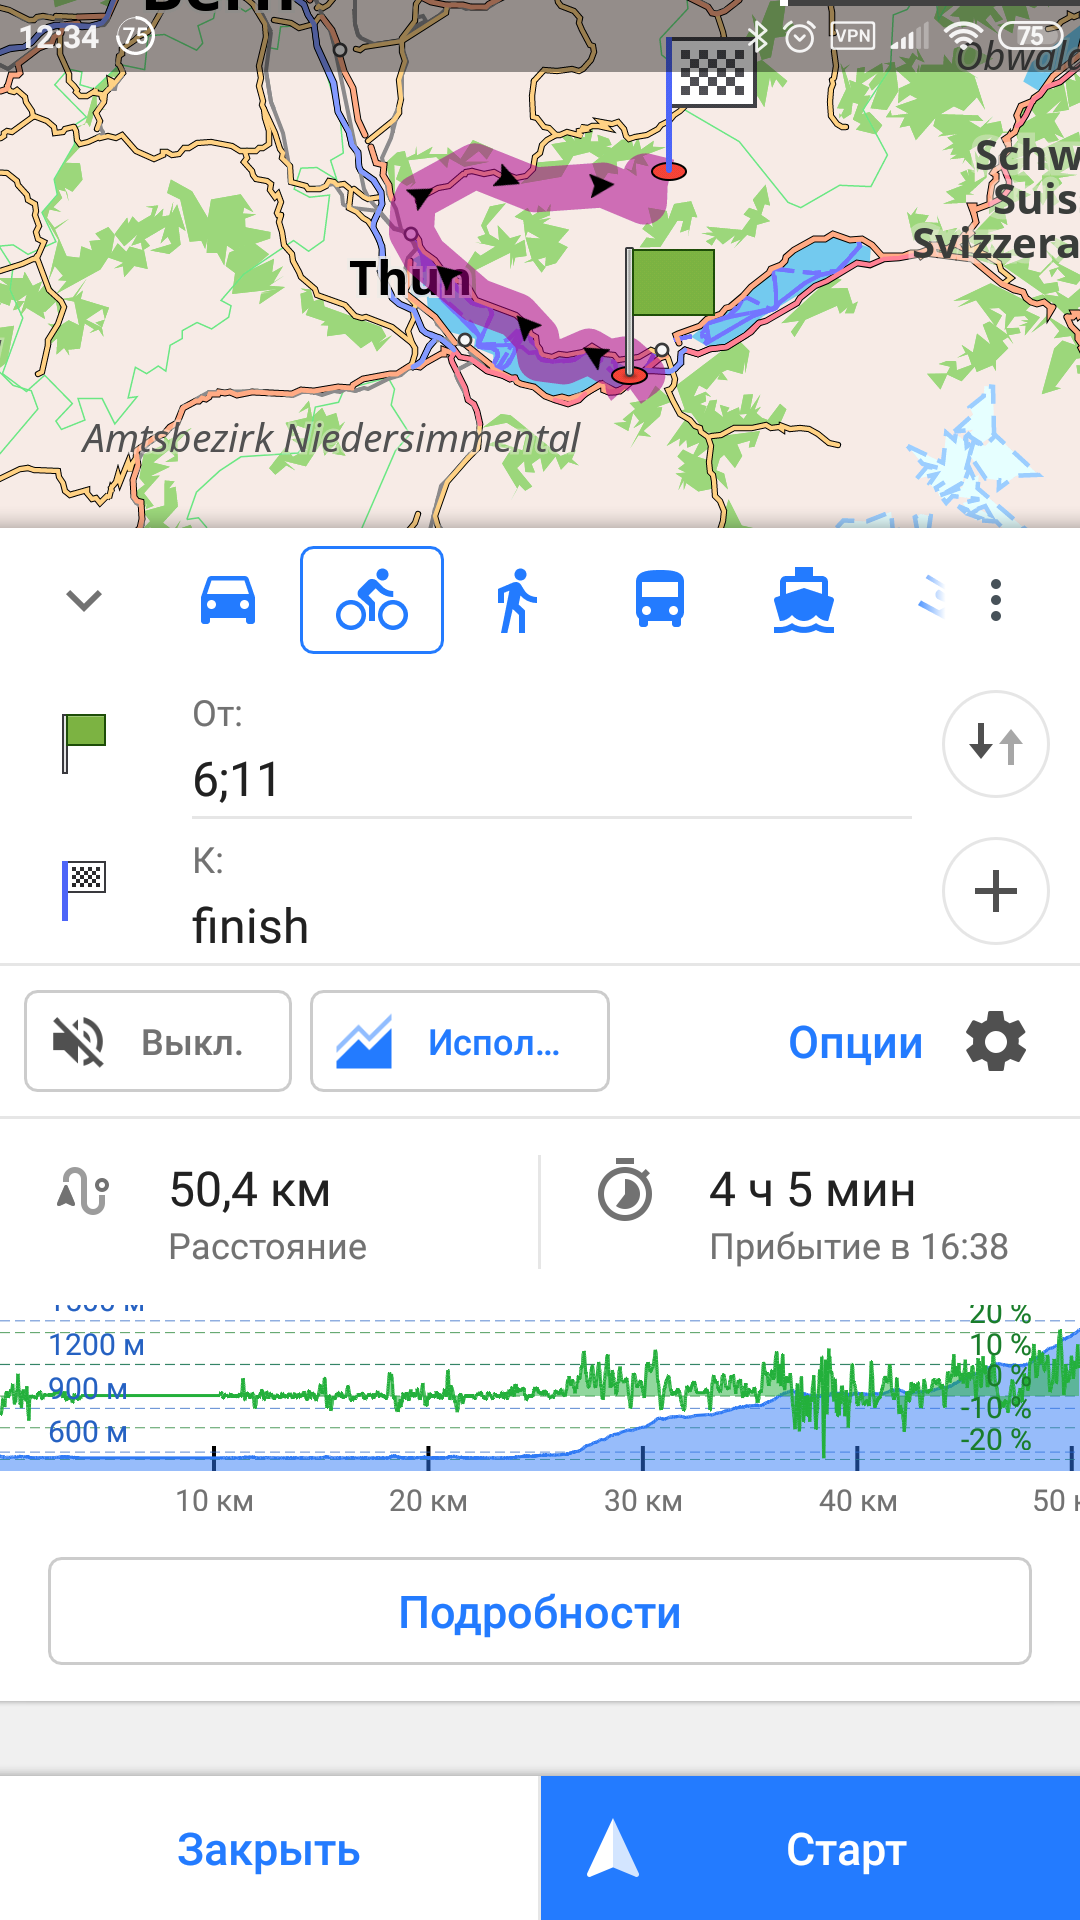 Bern
12:34
75
VPN
75
Obwald
Schw
Suis
Svizzera
Thun
Amtsbezirk Niedersimmental
От:
6;11
К:
finish
Выкл.
Испол...
Опции
50,4 км
Расстояние
4 ч 5 мин
Прибытие в 16:38
20 %
1200 м
10 %
900 м
0 %
-10 %
600 м
-20 %
10 км
20 км
30 км
40 км
50 к
Подробности
Закрыть
Старт